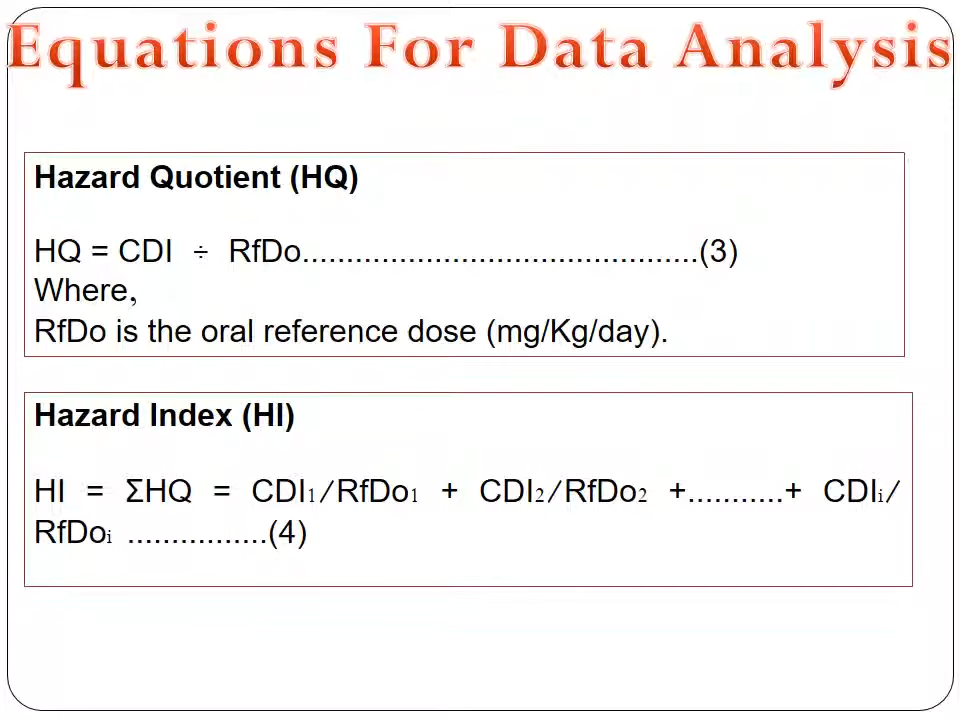 Equations For Data Analysis
Hazard Quotient (HQ)
HQ = CDI ÷ RfDo.............................................(3)
Where,
RfDo is the oral reference dose (mg/Kg/day).
Hazard Index (HI)
HI = ΣHQ = CDI₁/RfDo₁ + CDI₂/RfDo₂ +...........+ CDIᵢ/
RfDoᵢ ................(4)